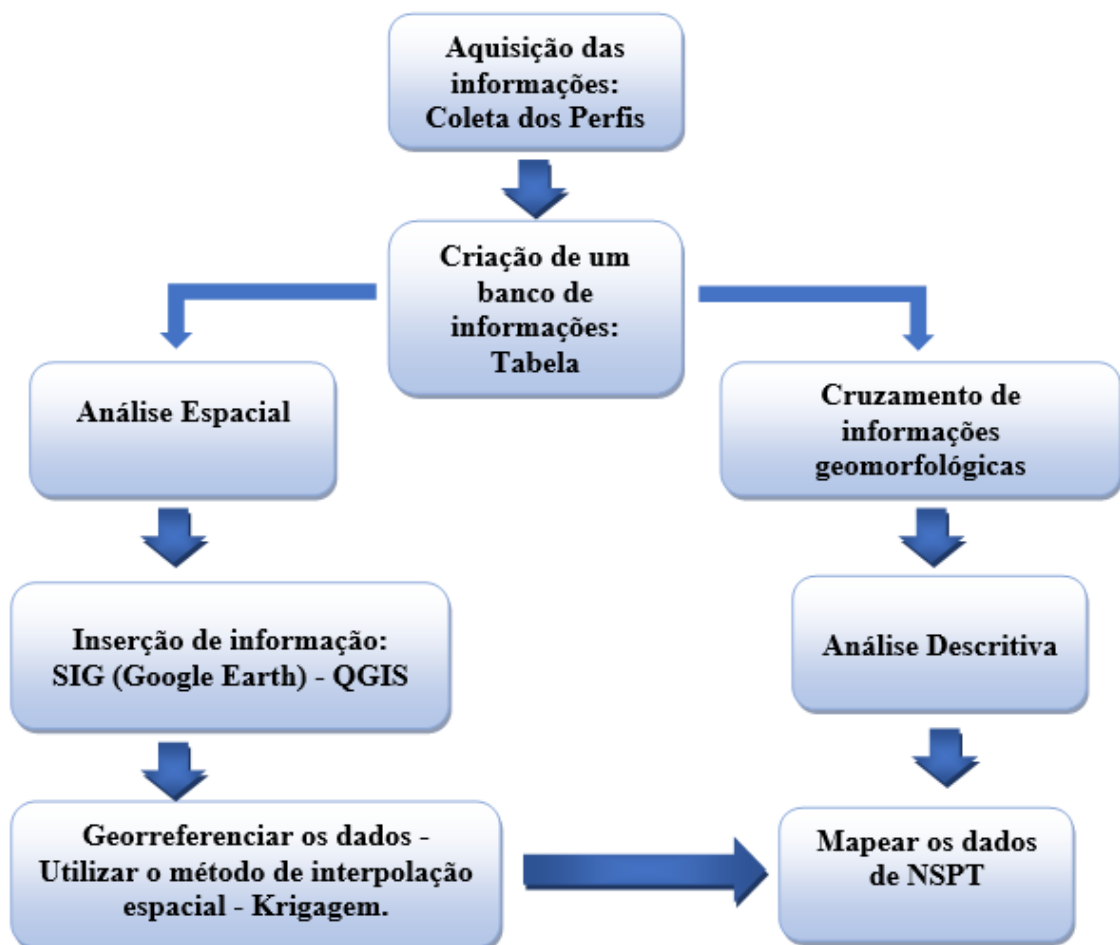 Aquisição das
informações:
Coleta dos Perfis
Criação de um
banco de
informações:
Tabela
Análise Espacial
Cruzamento de
informações
geomorfológicas
Inserção de informação:
SIG (Google Earth) - QGIS
Análise Descritiva
Georreferenciar os dados -
Utilizar o método de interpolação
espacial - Krigagem.
Mapear os dados
de NSPT